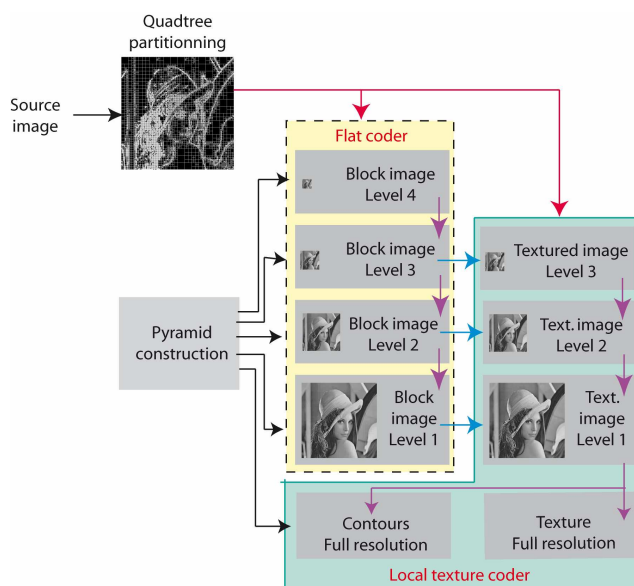 Quadtree
partitionning
Source
image
Flat coder
Block image
Level 4
Block image
Level 3
Textured image
Level 3
Pyramid
construction
Block image
Level 2
Text. image
Level 2
Block
image
Level 1
Text.
image
Level 1
Contours
Full resolution
Texture
Full resolution
Local texture coder